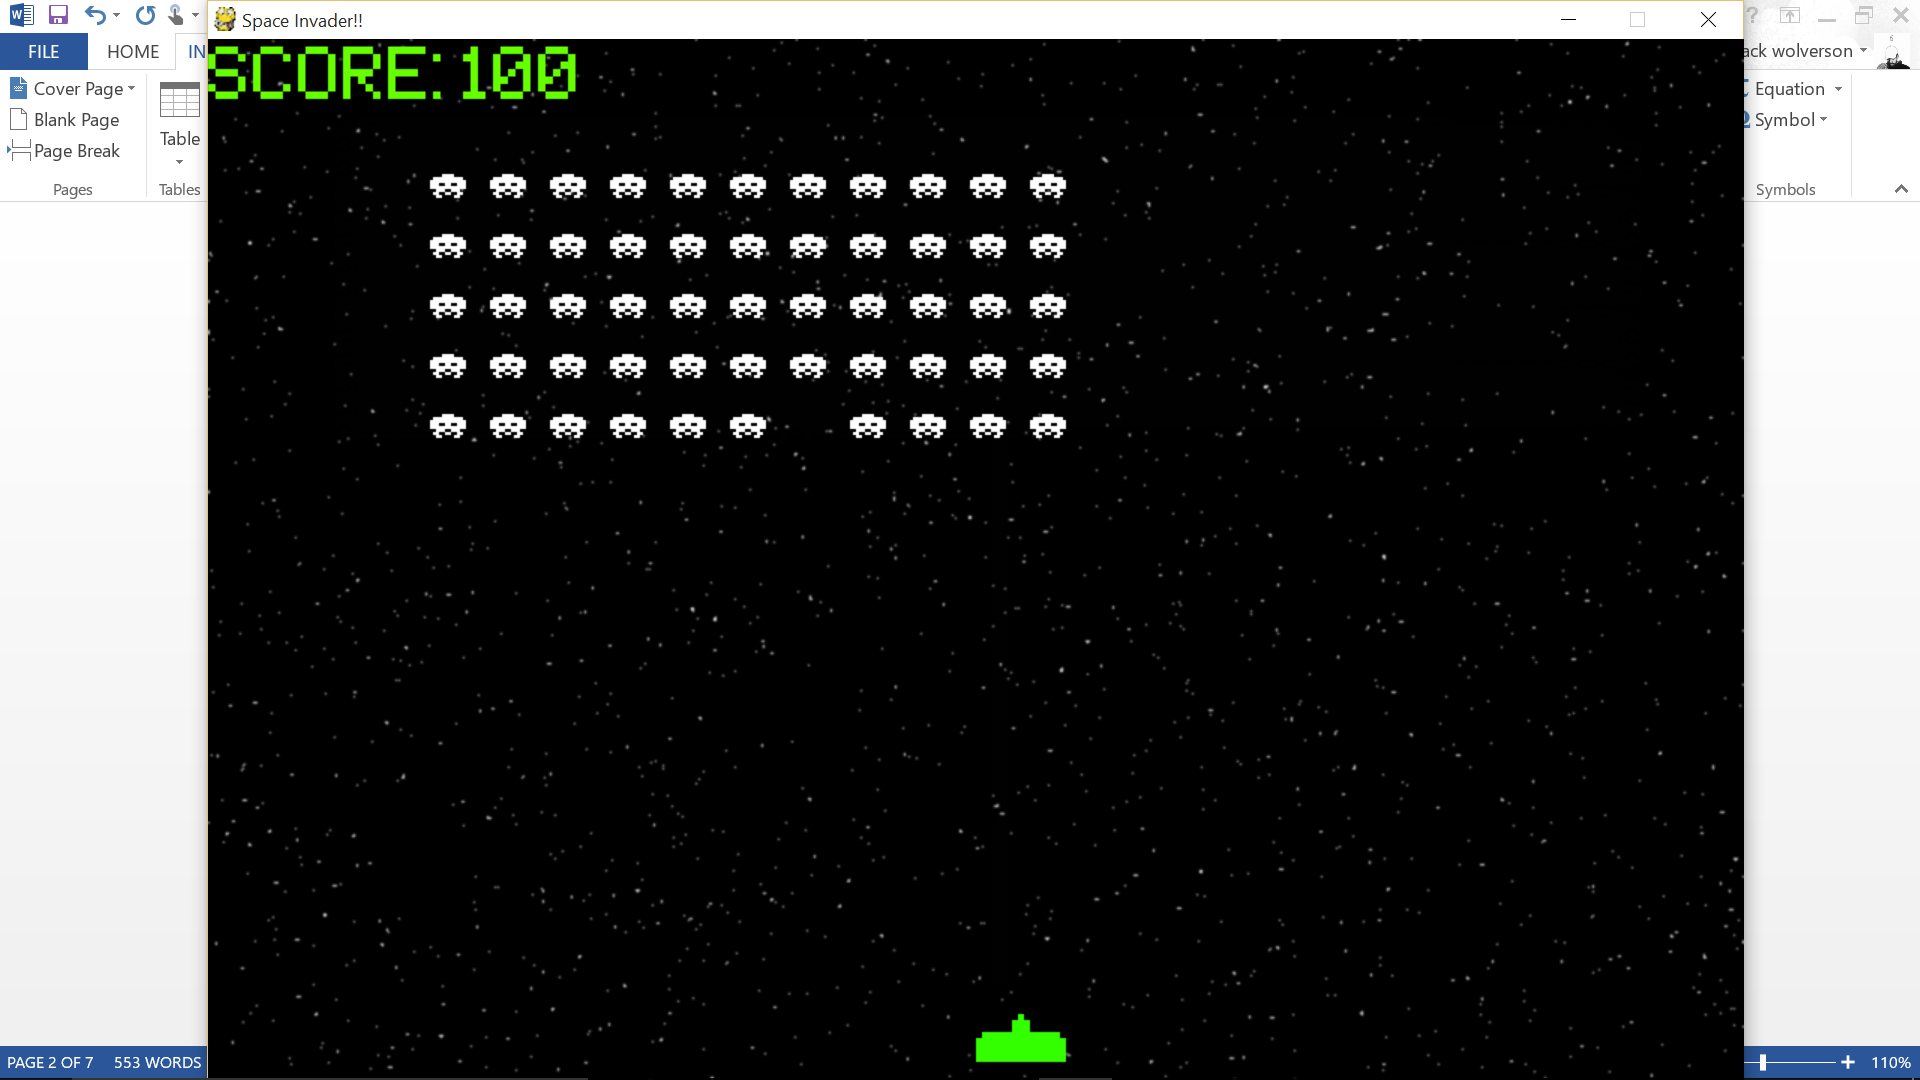 Space Invader!!
FILE
HOME
IN
ack wolverson
SCORE:100
Cover Page
Blank Page
Page Break
Table
Pages
Tables
Equation
Symbol
Symbols
PAGE 2 OF 7
553 WORDS
110%